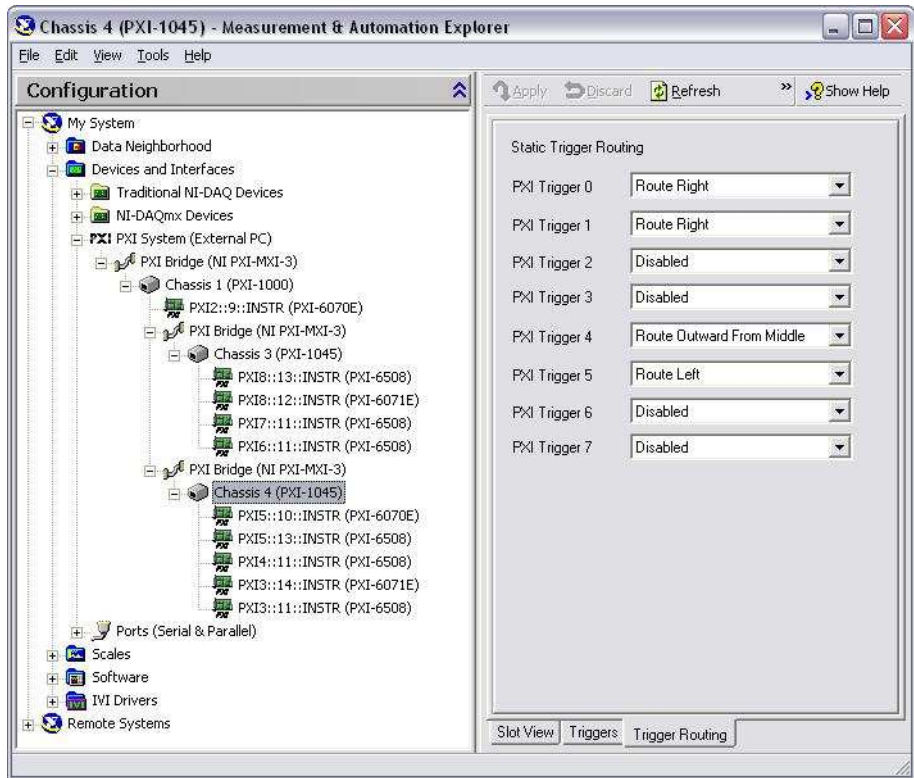 Chassis 4 (PXI-1045) - Measurement & Automation Explorer
File Edit View Tools Help
Configuration
My System
Data Neighborhood
Devices and Interfaces
Traditional NI-DAQ Devices
NI-DAQmx Devices
PXI PXI System (External PC)
PXI Bridge (NI PXI-MXI-3)
Chassis 1 (PXI-1000)
PXI2::9::INSTR (PXI-6070E)
PXI Bridge (NI PXI-MXI-3)
Chassis 3 (PXI-1045)
PXI8::13::INSTR (PXI-6508)
PXI8::12::INSTR (PXI-6071E)
PXI7::11::INSTR (PXI-6508)
PXI6::11::INSTR (PXI-6508)
PXI Bridge (NI PXI-MXI-3)
Chassis 4 (PXI-1045)
PXI5::10::INSTR (PXI-6070E)
PXI5::13::INSTR (PXI-6508)
PXI4::11::INSTR (PXI-6508)
PXI3::14::INSTR (PXI-6071E)
PXI3::11::INSTR (PXI-6508)
Ports (Serial & Parallel)
Scales
Software
IVI Drivers
Remote Systems
Apply Discard Refresh » Show Help
Static Trigger Routing
PXI Trigger 0 Route Right
PXI Trigger 1 Route Right
PXI Trigger 2 Disabled
PXI Trigger 3 Disabled
PXI Trigger 4 Route Outward From Middle
PXI Trigger 5 Route Left
PXI Trigger 6 Disabled
PXI Trigger 7 Disabled
Slot View Triggers Trigger Routing